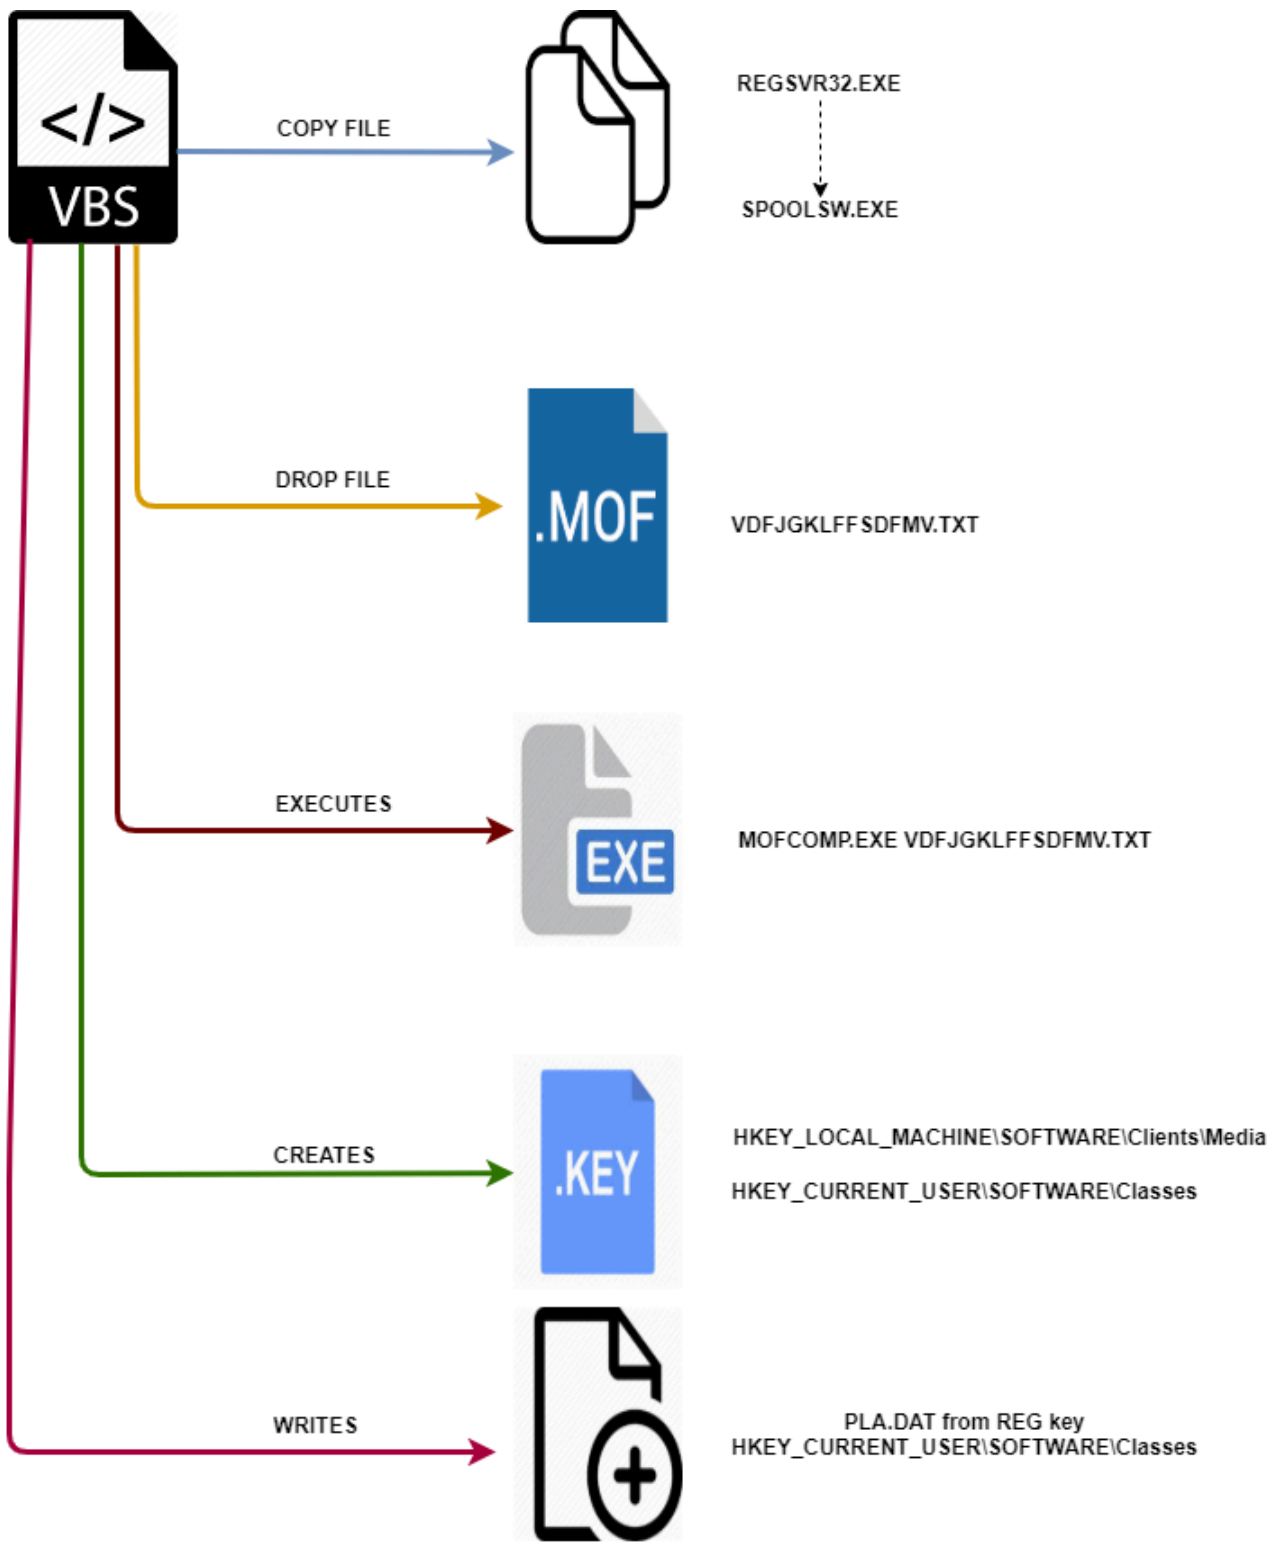 </>
VBS
COPY FILE
REGSVR32.EXE
SPOOLSW.EXE
DROP FILE
.MOF
VDFJGKLFFSDFMV.TXT
EXECUTES
EXE
MOFCOMP.EXE VDFJGKLFFSDFMV.TXT
CREATES
.KEY
HKEY_LOCAL_MACHINE\SOFTWARE\Clients\Media
HKEY_CURRENT_USER\SOFTWARE\Classes
WRITES
PLA.DAT from REG key
HKEY_CURRENT_USER\SOFTWARE\Classes